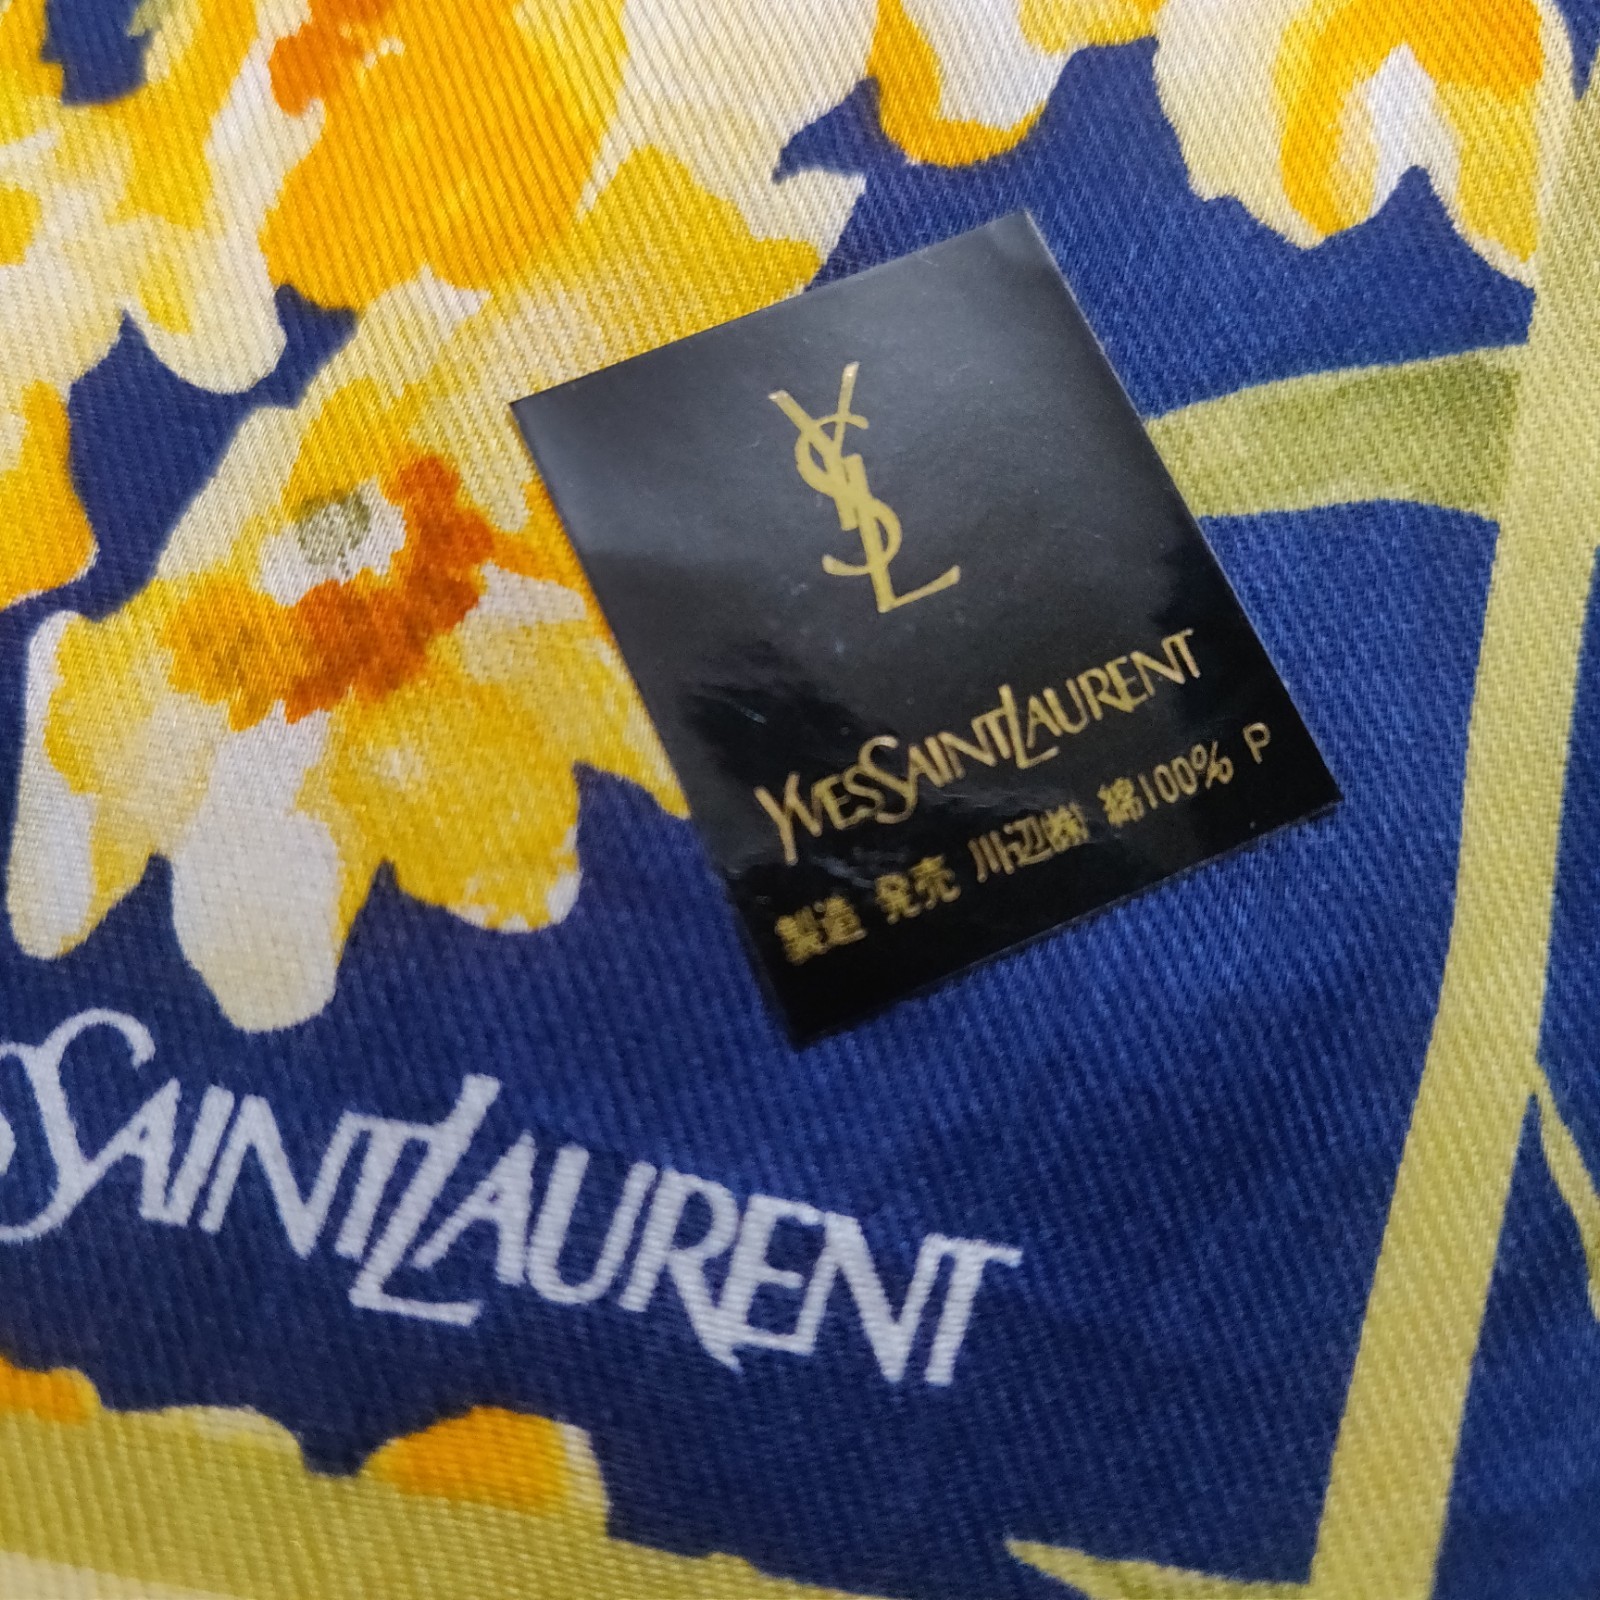 YSL
YVESSAINTLAURENT
製造 発売 川辺㈱ 綿100% P
SAINTLAURENT